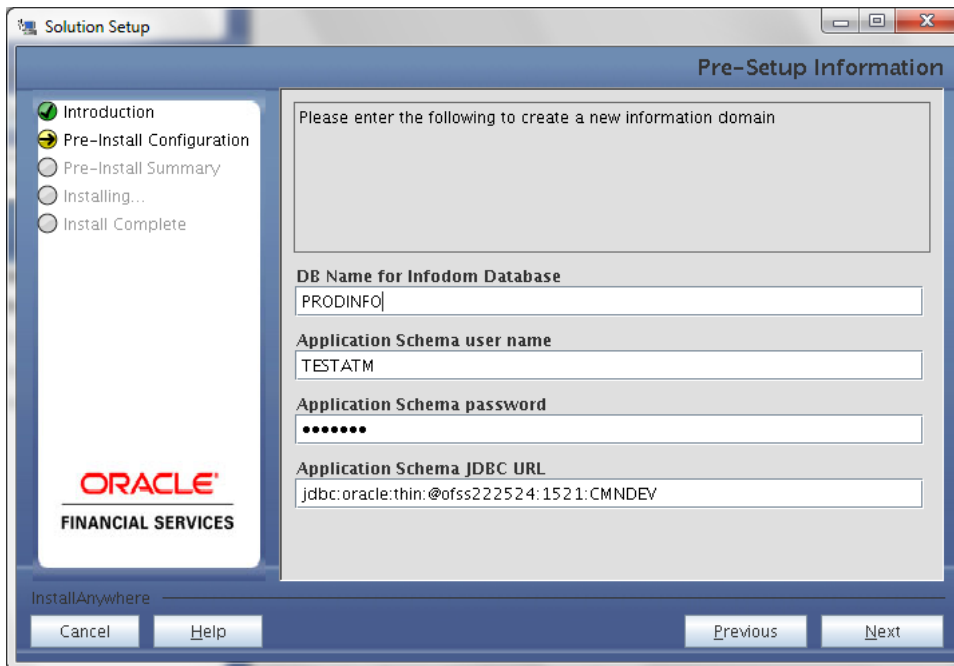 Solution Setup
Pre-Setup Information
Introduction
Pre-Install Configuration
Pre-Install Summary
Installing...
Install Complete
ORACLE®
FINANCIAL SERVICES
Please enter the following to create a new information domain
DB Name for Infodom Database
PRODINFO
Application Schema user name
TESTATM
Application Schema password
•••••••
Application Schema JDBC URL
jdbc:oracle:thin:@ofss222524:1521:CMNDEV
InstallAnywhere
Cancel
Help
Previous
Next